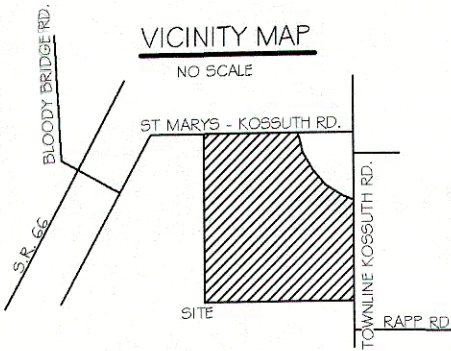 VICINITY MAP
NO SCALE
BLOODY BRIDGE RD.
ST MARYS - KOSSUTH RD.
S.R. 66
TOWNLINE KOSSUTH RD.
SITE
RAPP RD